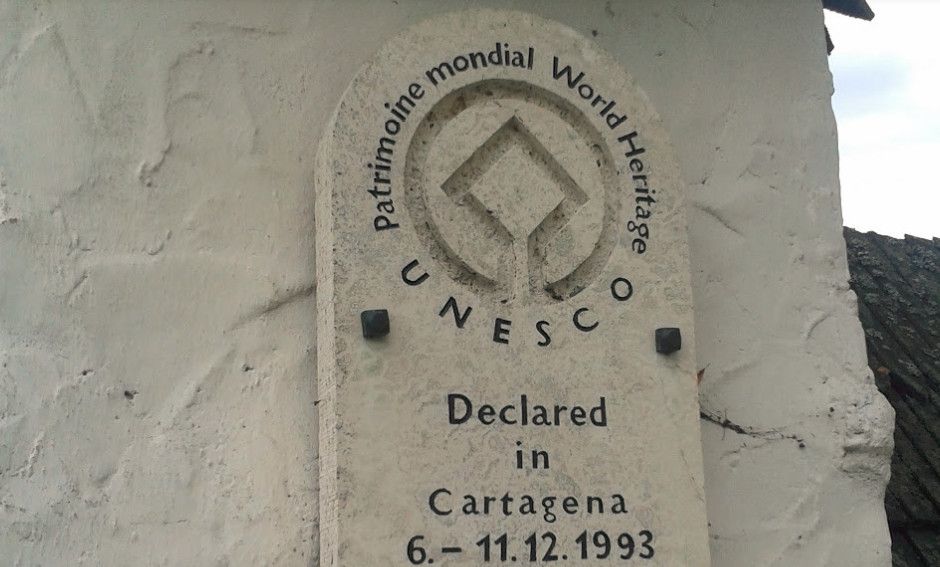 Patrimoine mondial World Heritage
UNESCO
Declared
in
Cartagena
6. – 11.12.1993